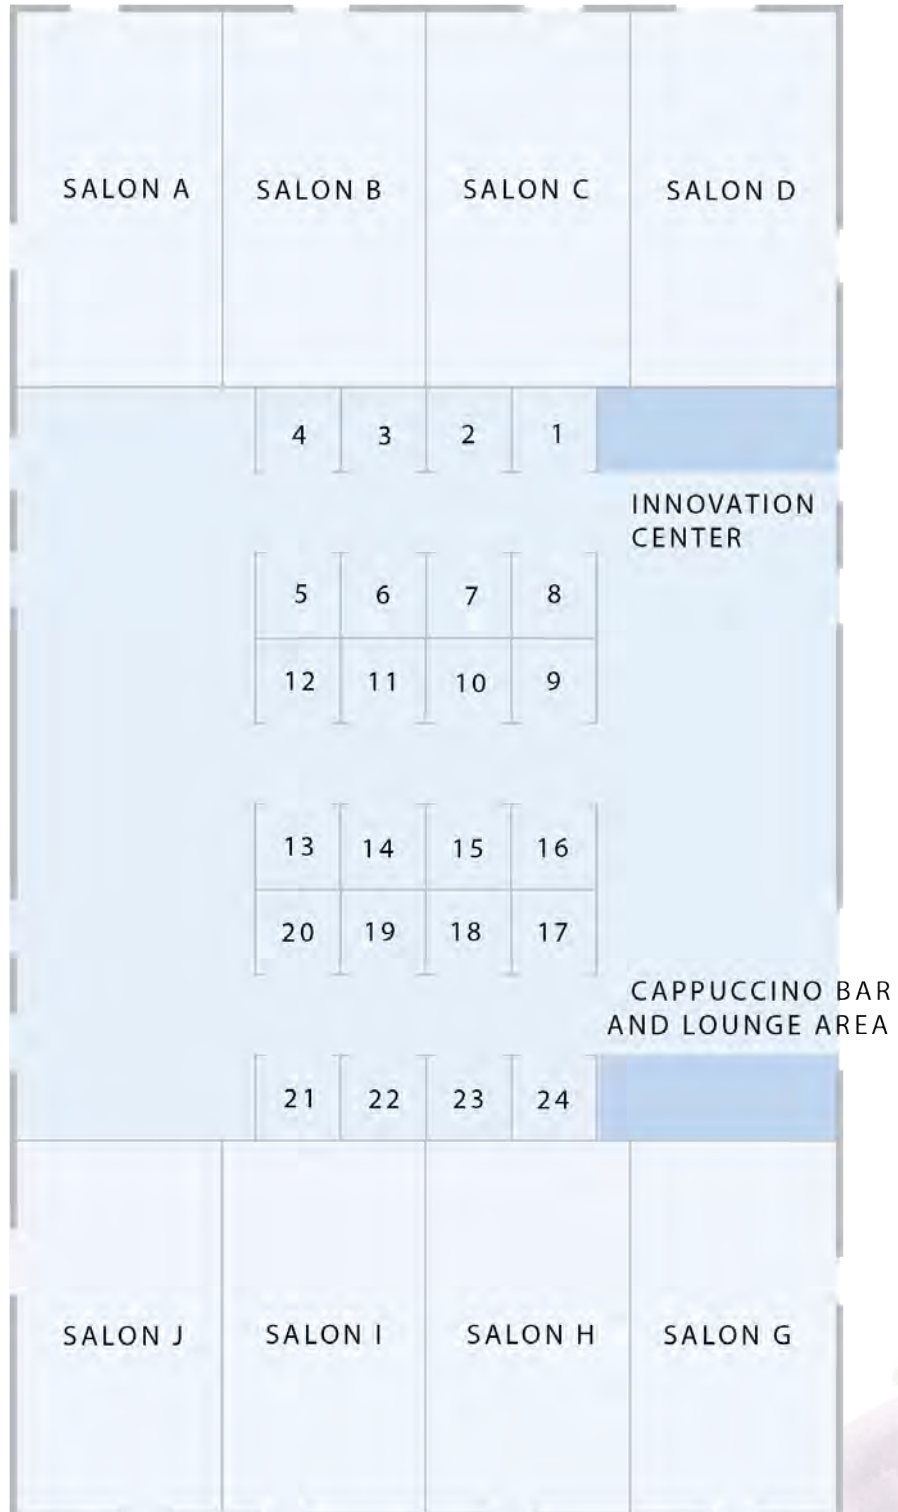 SALON A SALON B SALON C SALON D
4 3 2 1
INNOVATION
CENTER
5 6 7 8
12 11 10 9
13 14 15 16
20 19 18 17
CAPPUCCINO BAR
AND LOUNGE AREA
21 22 23 24
SALON J SALON I SALON H SALON G